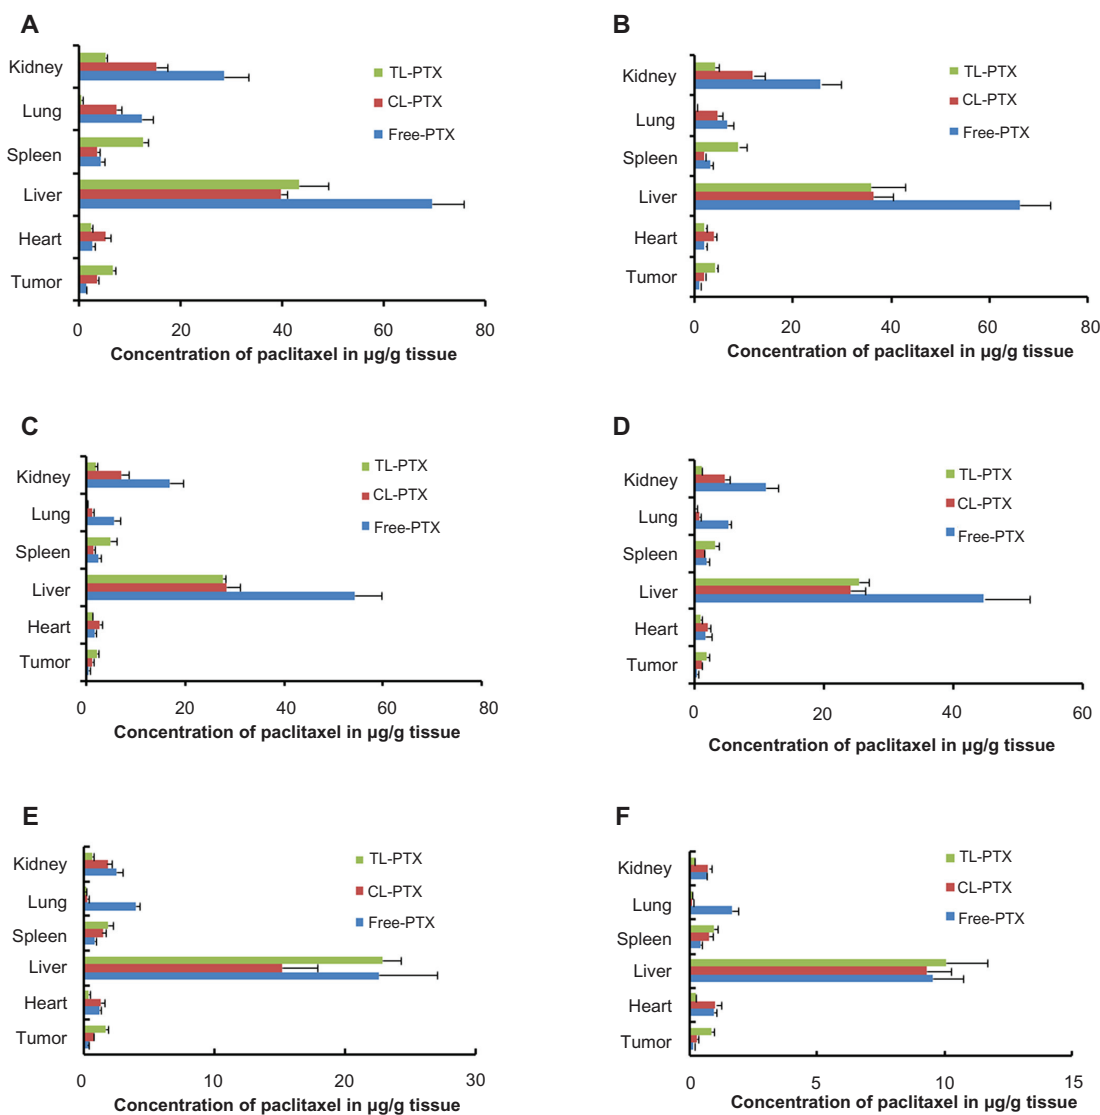 A
Kidney
Lung
Spleen
Liver
Heart
Tumor
TL-PTX
CL-PTX
Free-PTX
0 20 40 60 80
Concentration of paclitaxel in µg/g tissue
B
Kidney
Lung
Spleen
Liver
Heart
Tumor
TL-PTX
CL-PTX
Free-PTX
0 20 40 60 80
Concentration of paclitaxel in µg/g tissue
C
Kidney
Lung
Spleen
Liver
Heart
Tumor
TL-PTX
CL-PTX
Free-PTX
0 20 40 60 80
Concentration of paclitaxel in µg/g tissue
D
Kidney
Lung
Spleen
Liver
Heart
Tumor
TL-PTX
CL-PTX
Free-PTX
0 20 40 60
Concentration of paclitaxel in µg/g tissue
E
Kidney
Lung
Spleen
Liver
Heart
Tumor
TL-PTX
CL-PTX
Free-PTX
0 10 20 30
Concentration of paclitaxel in µg/g tissue
F
Kidney
Lung
Spleen
Liver
Heart
Tumor
TL-PTX
CL-PTX
Free-PTX
0 5 10 15
Concentration of paclitaxel in µg/g tissue